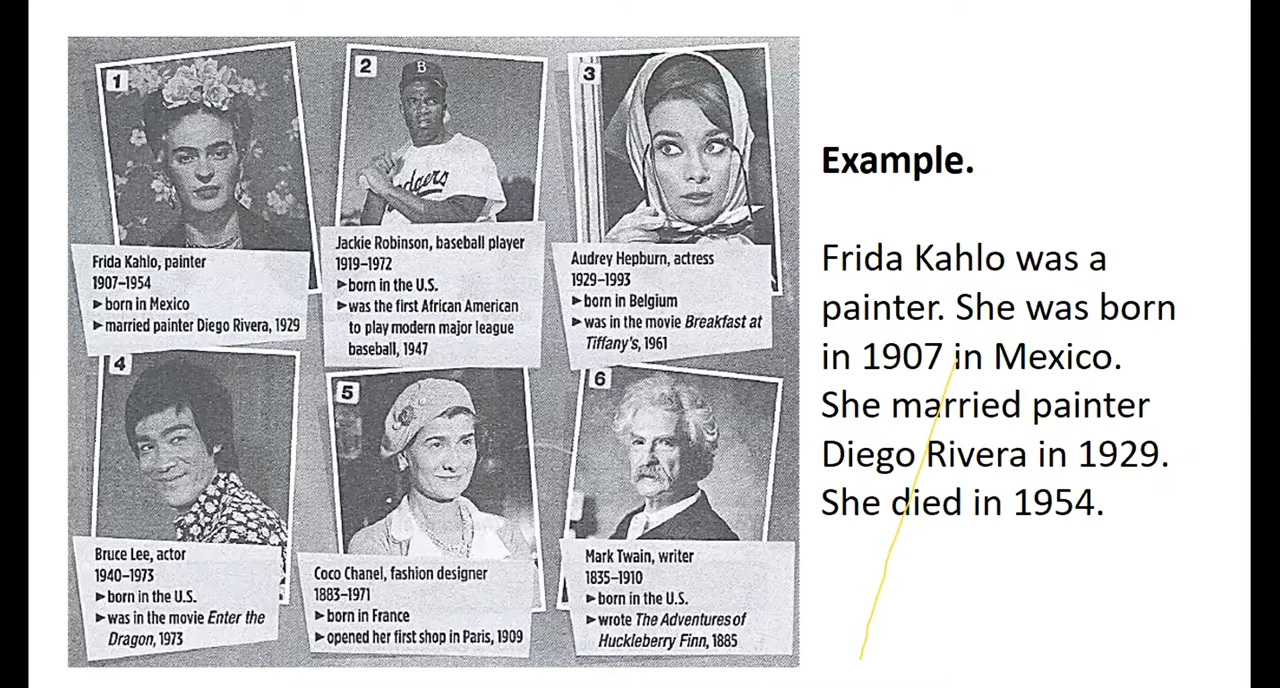 1
Frida Kahlo, painter
1907–1954
►born in Mexico
►married painter Diego Rivera, 1929
2
B
dgers
Jackie Robinson, baseball player
1919–1972
►born in the U.S.
►was the first African American
to play modern major league
baseball, 1947
3
Audrey Hepburn, actress
1929–1993
►born in Belgium
►was in the movie Breakfast at
Tiffany's, 1961
4
Bruce Lee, actor
1940–1973
►born in the U.S.
►was in the movie Enter the
Dragon, 1973
5
Coco Chanel, fashion designer
1883–1971
►born in France
►opened her first shop in Paris, 1909
6
Mark Twain, writer
1835–1910
►born in the U.S.
►wrote The Adventures of
Huckleberry Finn, 1885
Example.
Frida Kahlo was a
painter. She was born
in 1907 in Mexico.
She married painter
Diego Rivera in 1929.
She died in 1954.